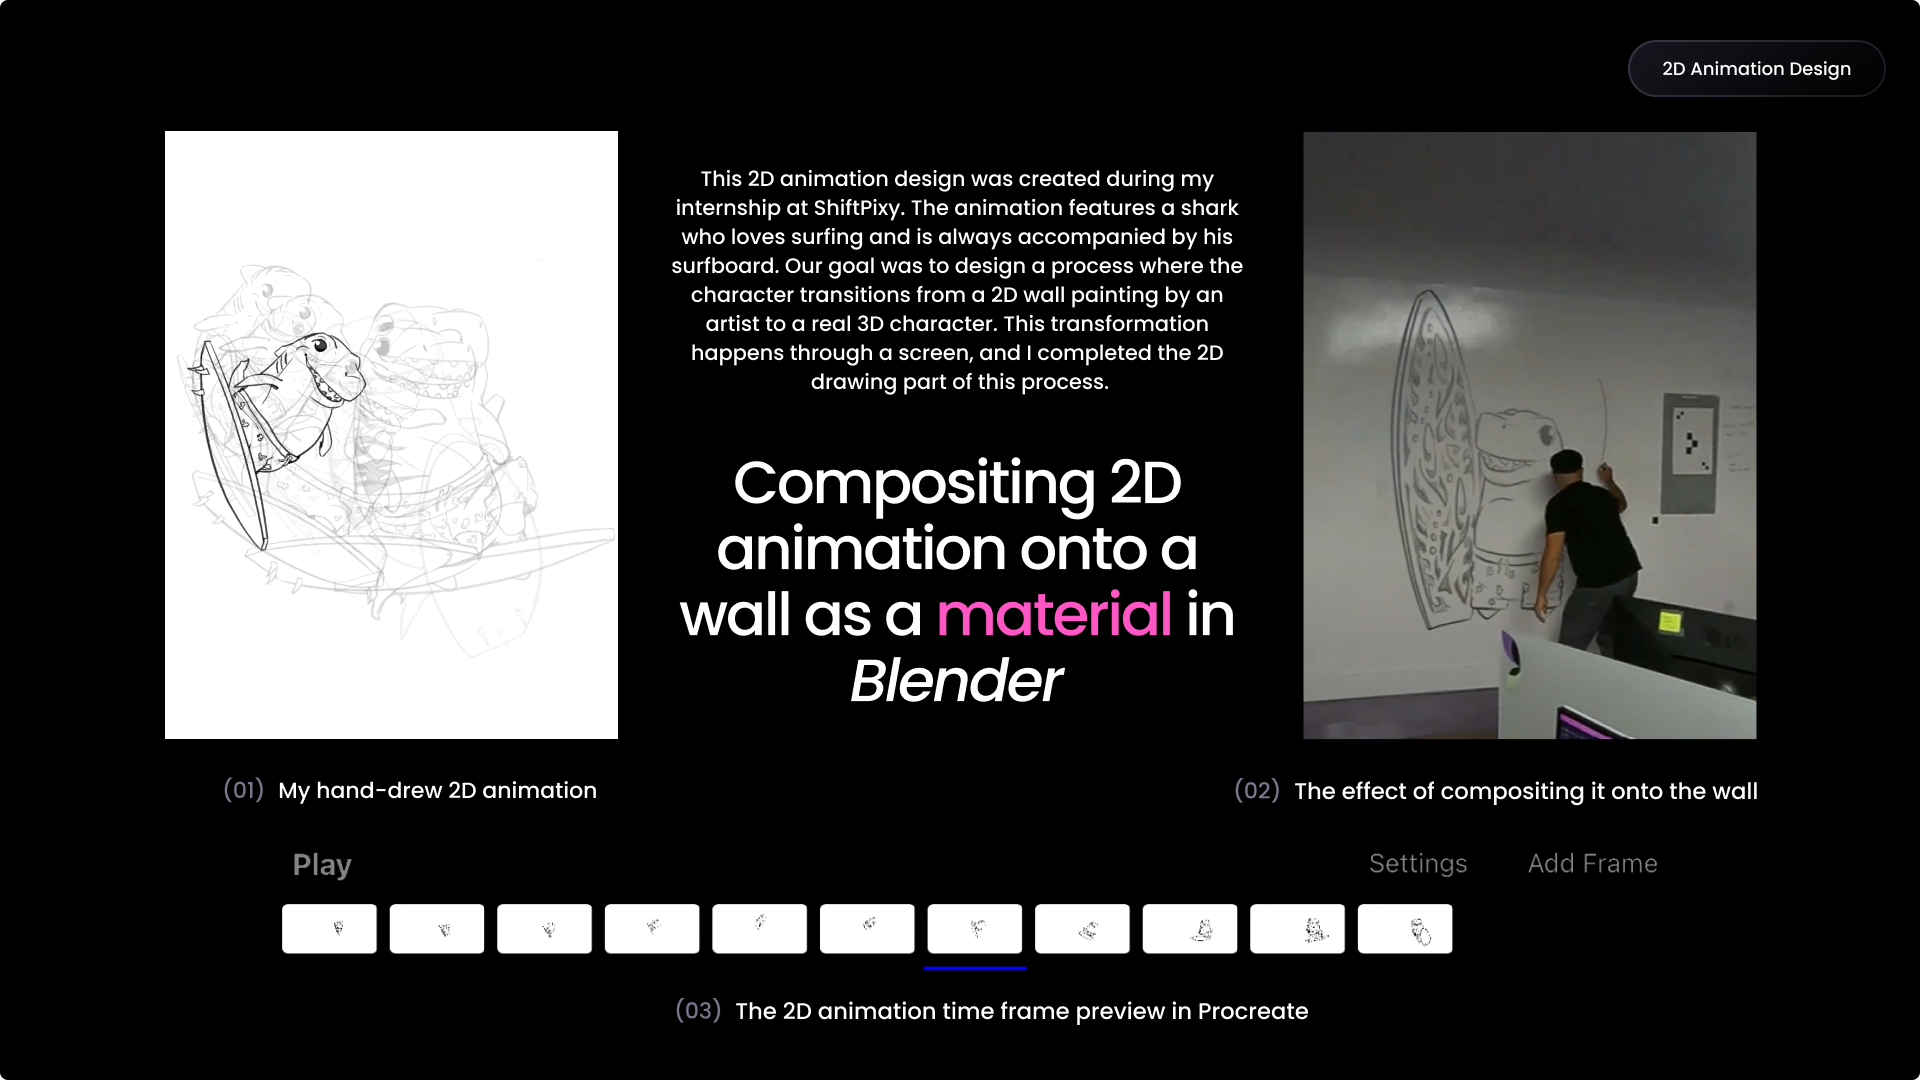 2D Animation Design
This 2D animation design was created during my
internship at ShiftPixy. The animation features a shark
who loves surfing and is always accompanied by his
surfboard. Our goal was to design a process where the
character transitions from a 2D wall painting by an
artist to a real 3D character. This transformation
happens through a screen, and I completed the 2D
drawing part of this process.
Compositing 2D
animation onto a
wall as a material in
Blender
(01) My hand-drew 2D animation
(02) The effect of compositing it onto the wall
Play
Settings
Add Frame
(03) The 2D animation time frame preview in Procreate